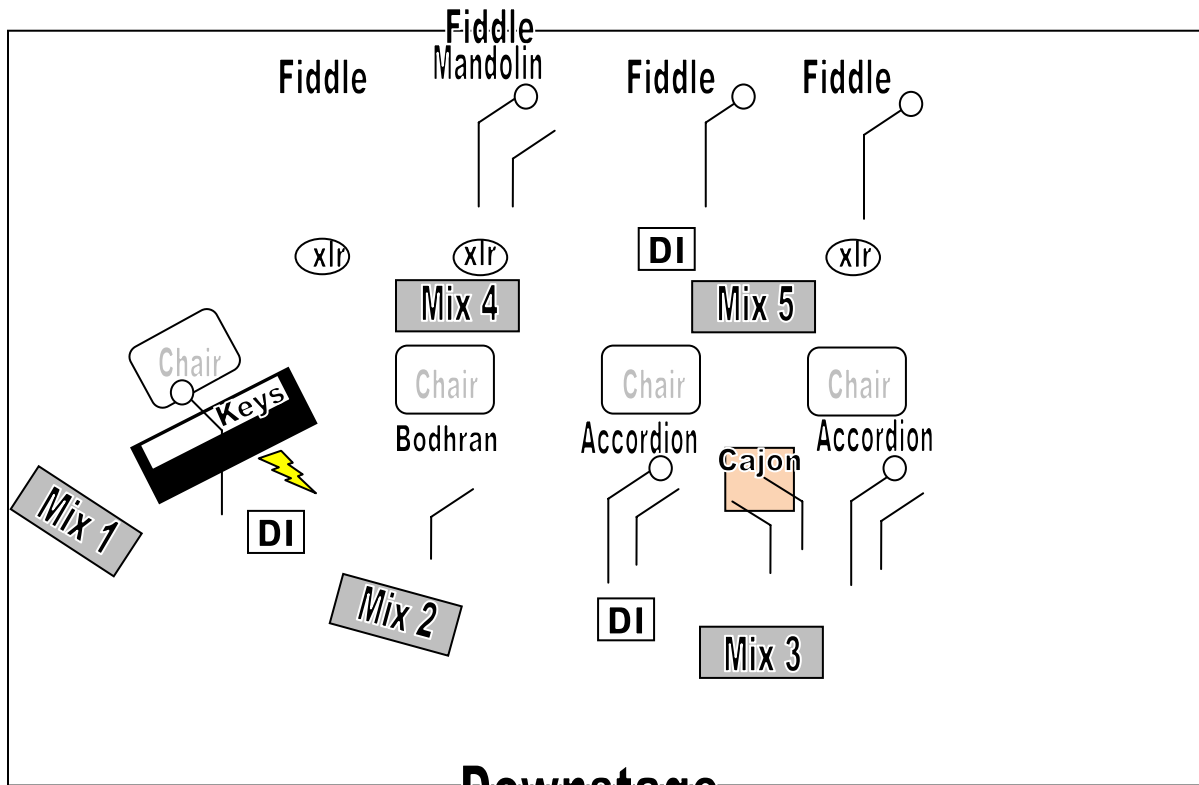 Fiddle
Mandolin
Fiddle
Fiddle
Fiddle
xlr
xlr
DI
xlr
Mix 4
Mix 5
Chair
Chair
Chair
Chair
Keys
Bodhran
Accordion
Cajon
Accordion
Mix 1
DI
Mix 2
DI
Mix 3
Downstage